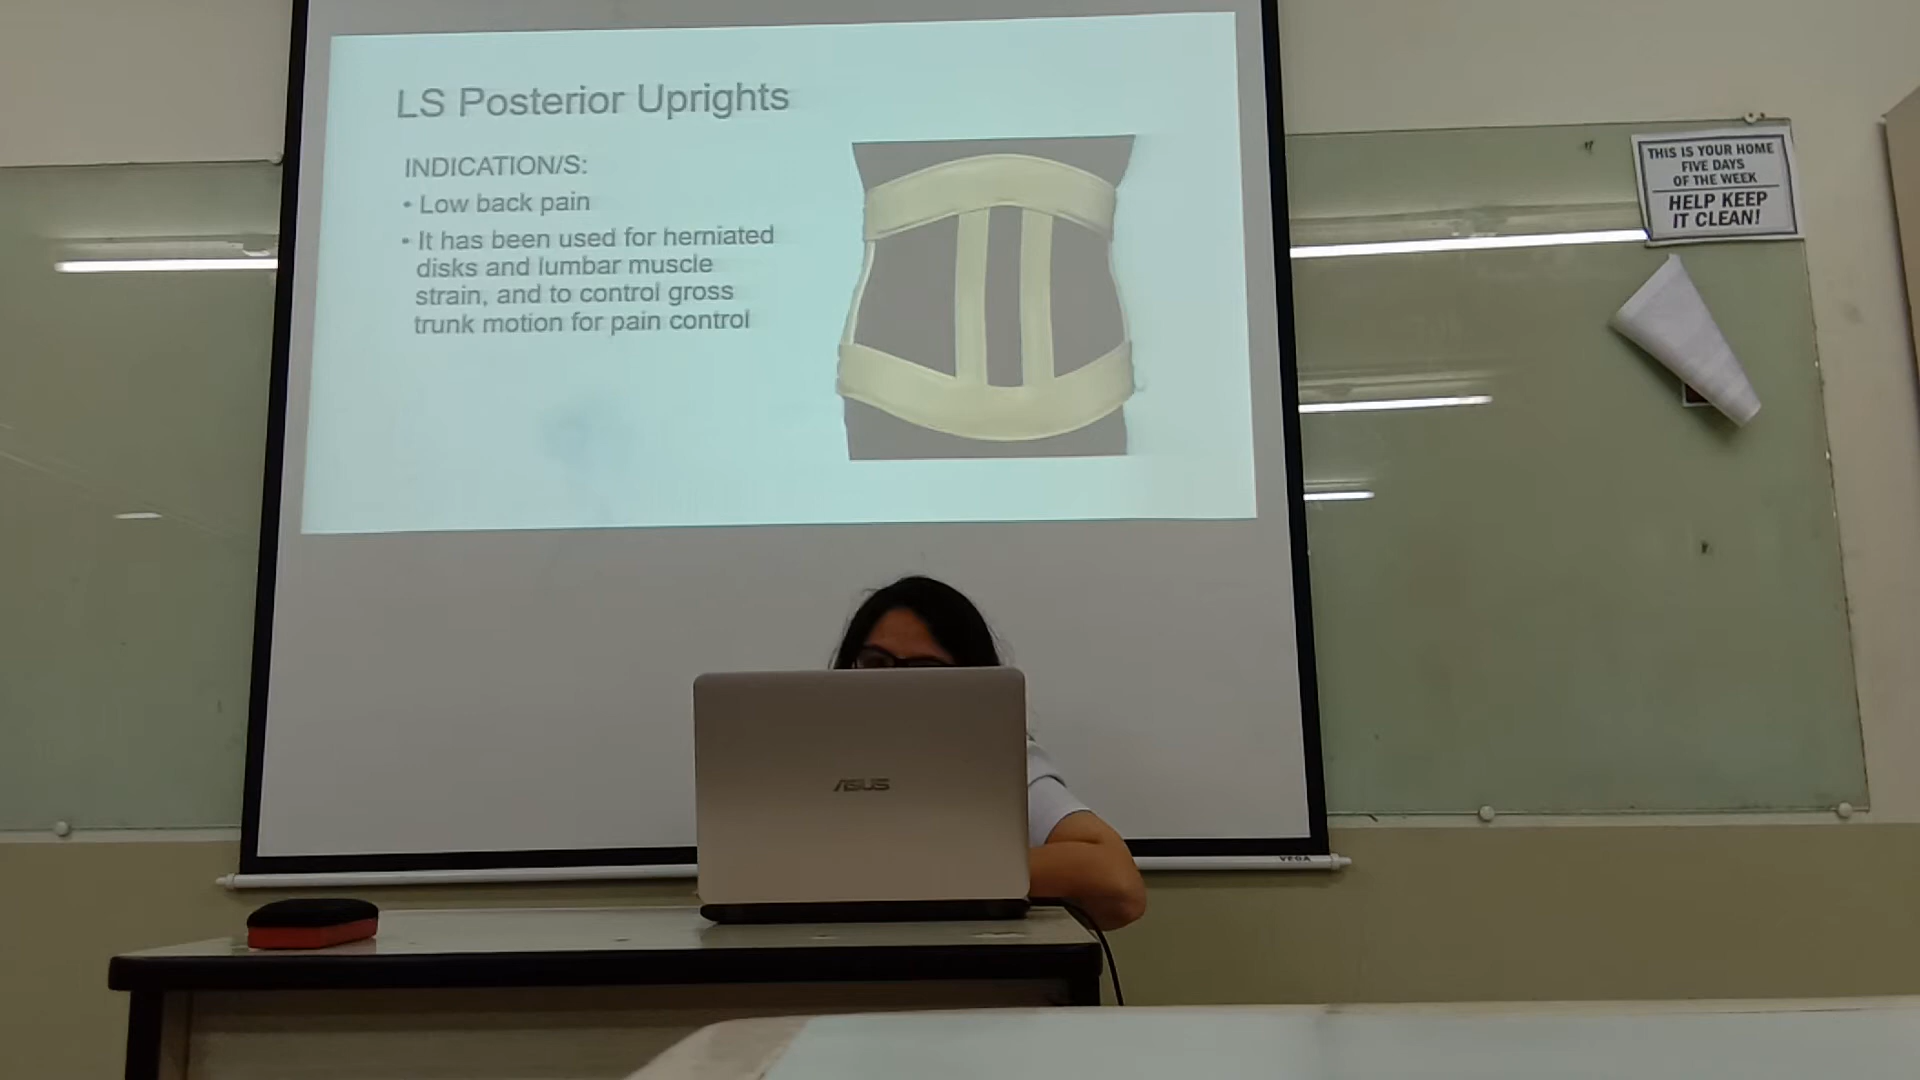 LS Posterior Uprights
INDICATION/S:
• Low back pain
• It has been used for herniated
disks and lumbar muscle
strain, and to control gross
trunk motion for pain control
THIS IS YOUR HOME
FIVE DAYS
OF THE WEEK
HELP KEEP
IT CLEAN!
ASUS
VEGA